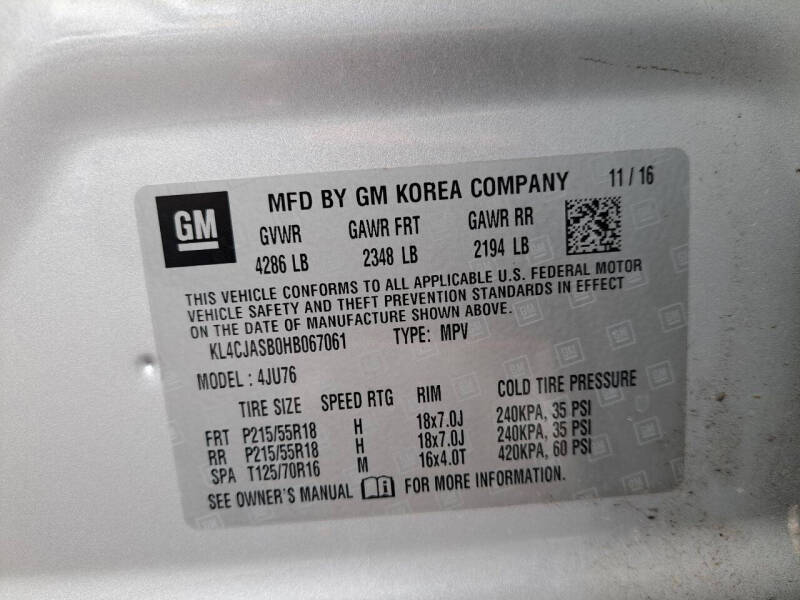 GM
MFD BY GM KOREA COMPANY 11 / 16
GVWR GAWR FRT GAWR RR
4286 LB 2348 LB 2194 LB
THIS VEHICLE CONFORMS TO ALL APPLICABLE U.S. FEDERAL MOTOR
VEHICLE SAFETY AND THEFT PREVENTION STANDARDS IN EFFECT
ON THE DATE OF MANUFACTURE SHOWN ABOVE.
KL4CJASB0HB067061 TYPE: MPV
MODEL : 4JU76
TIRE SIZE SPEED RTG RIM COLD TIRE PRESSURE
FRT P215/55R18 H 18x7.0J 240KPA, 35 PSI
RR P215/55R18 H 18x7.0J 240KPA, 35 PSI
SPA T125/70R16 M 16x4.0T 420KPA, 60 PSI
SEE OWNER'S MANUAL FOR MORE INFORMATION.